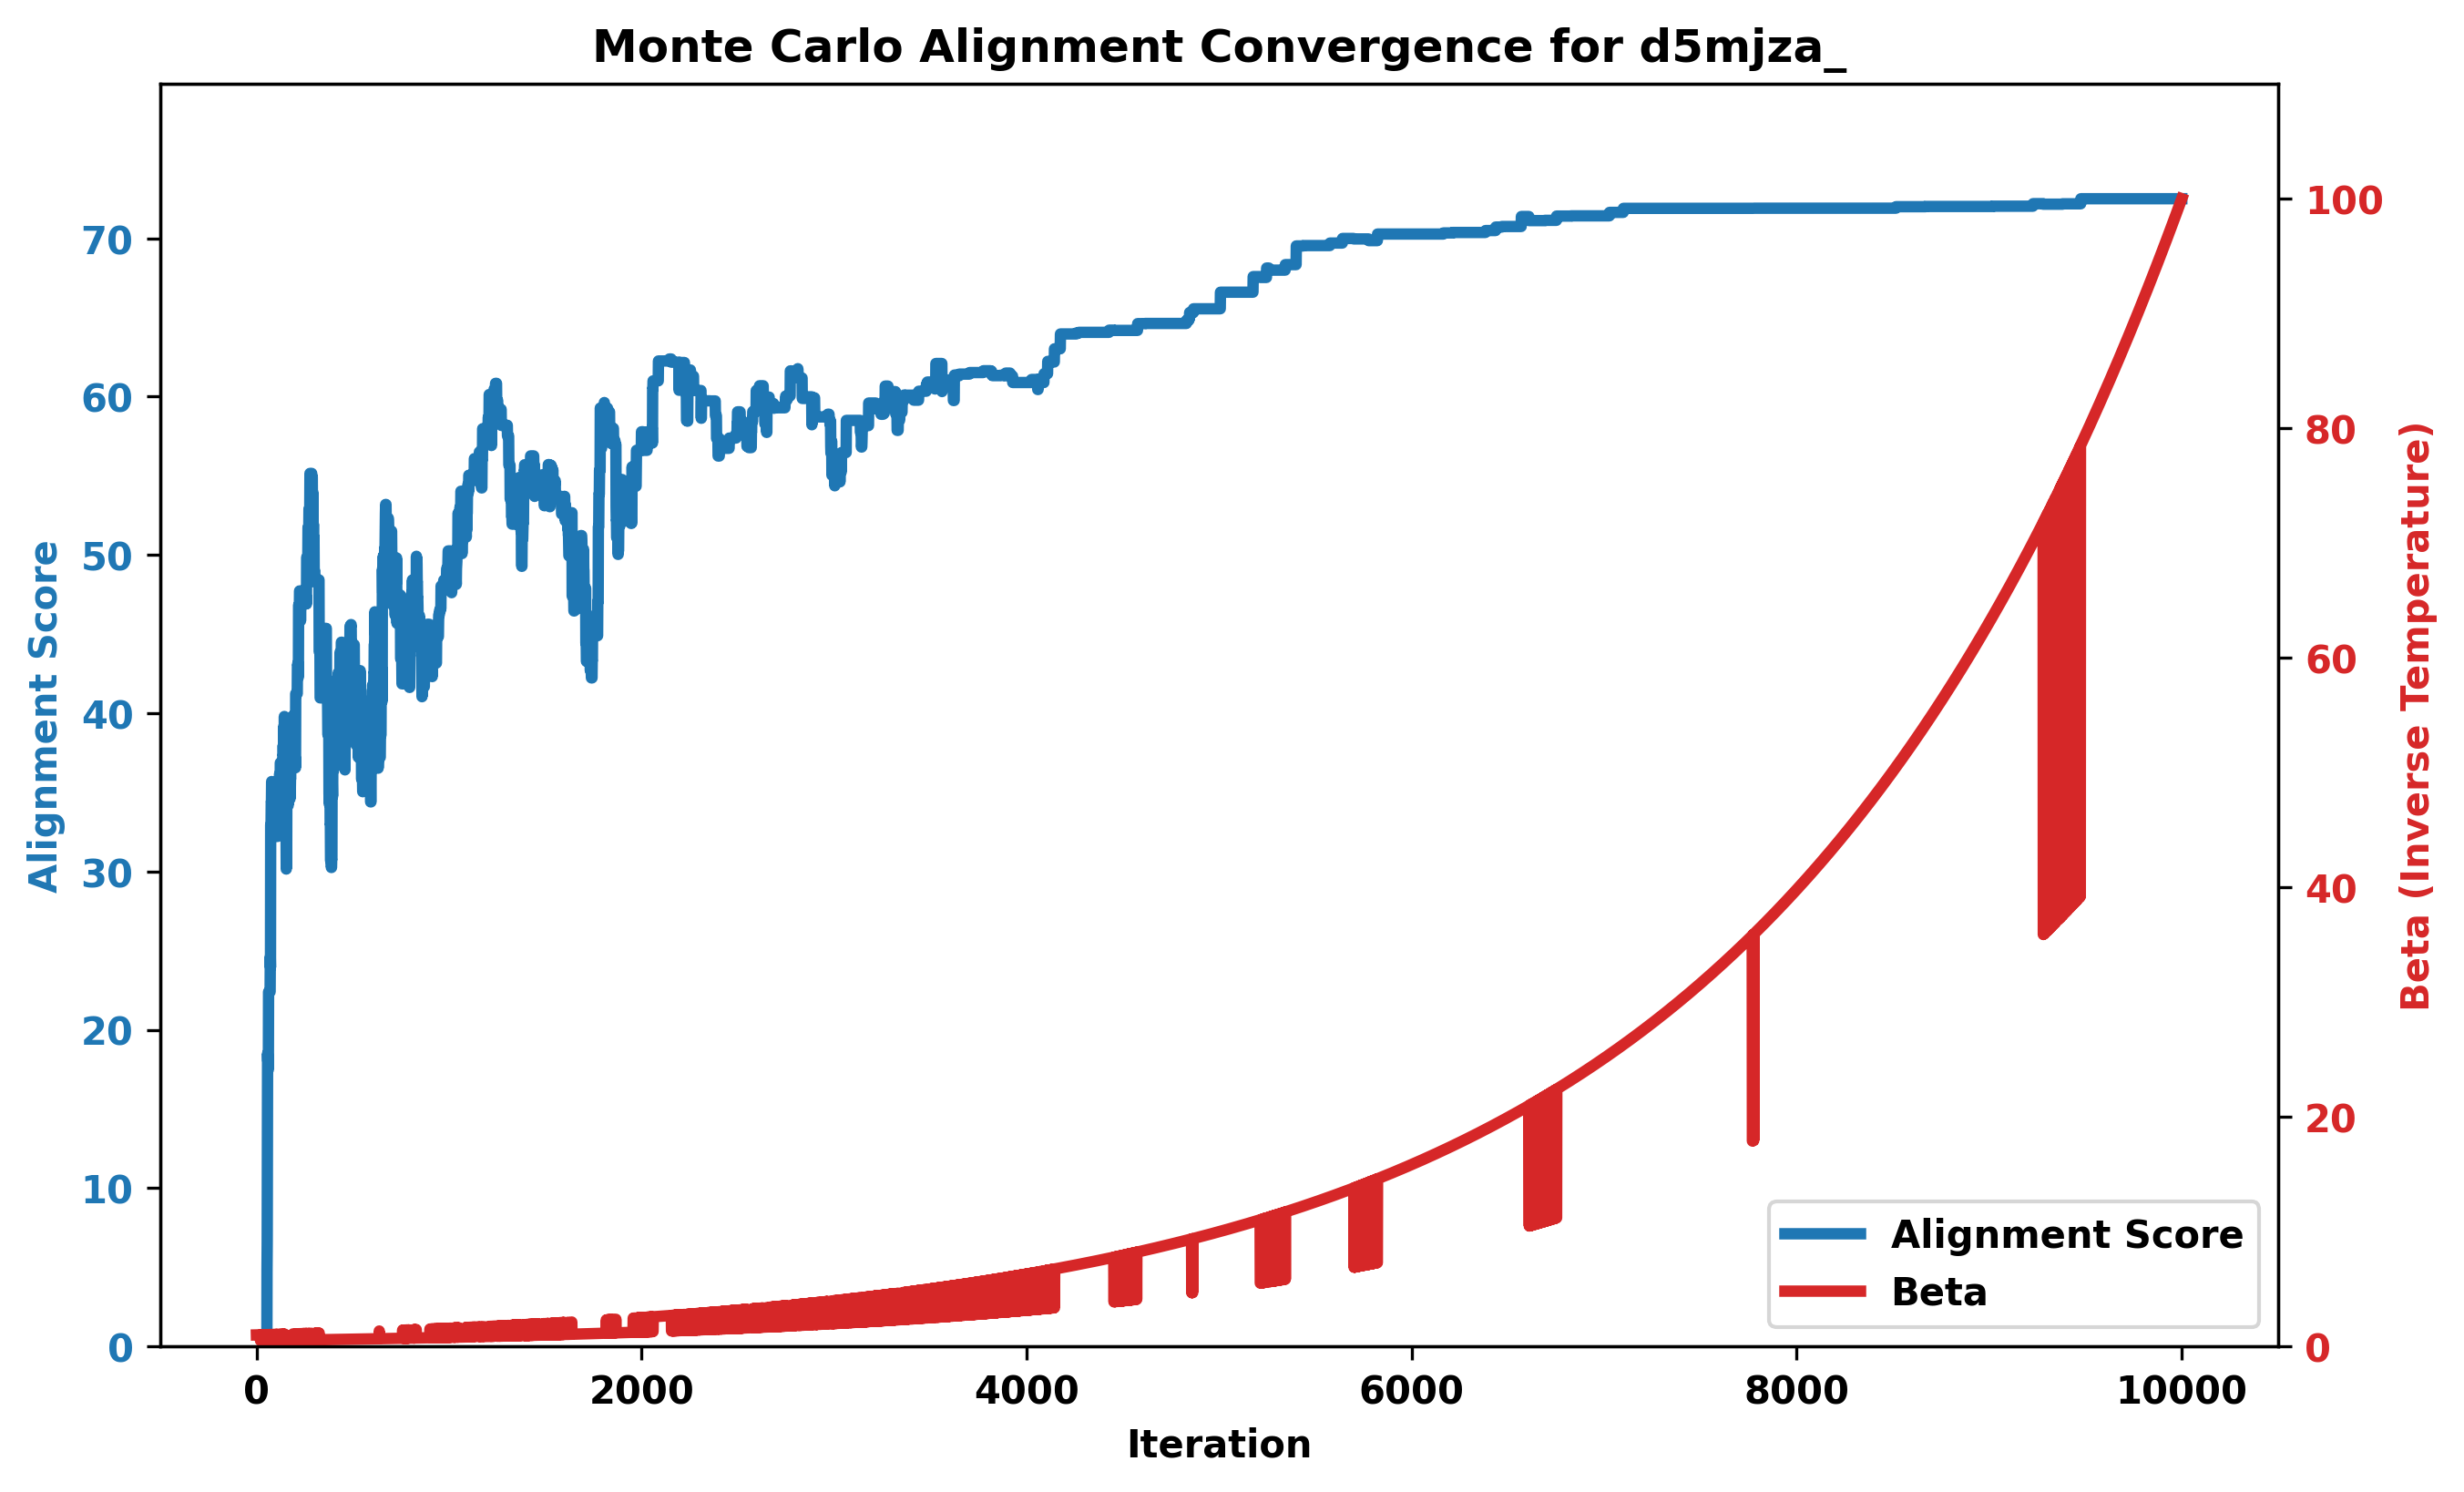 Monte Carlo Alignment Convergence for d5mjza_
Alignment Score
70
60
50
40
30
20
10
0
100
80
60
40
20
0
Beta (Inverse Temperature)
Alignment Score
Beta
0 2000 4000 6000 8000 10000
Iteration